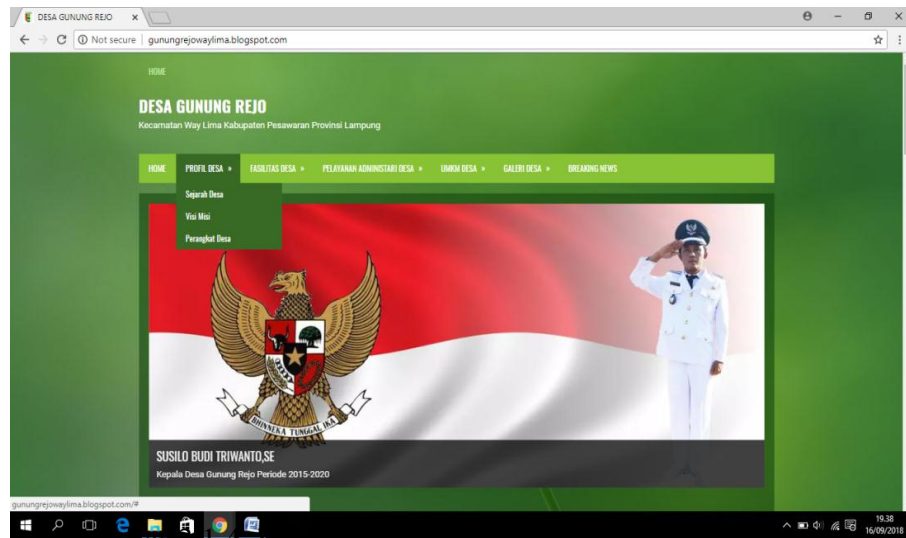 DESA GUNUNG REJO
Not secure | gunungrejowaylima.blogspot.com
HOME
DESA GUNUNG REJO
Kecamatan Way Lima Kabupaten Pesawaran Provinsi Lampung
HOME PROFIL DESA » FASILITAS DESA » PELAYANAN ADMINISTARI DESA » UMKM DESA » GALERI DESA » BREAKING NEWS
Sejarah Desa
Visi Misi
Perangkat Desa
BHINNEKA TUNGGAL IKA
SUSILO BUDI TRIWANTO,SE
Kepala Desa Gunung Rejo Periode 2015-2020
gunungrejowaylima.blogspot.com/#
19.38
16/09/2018